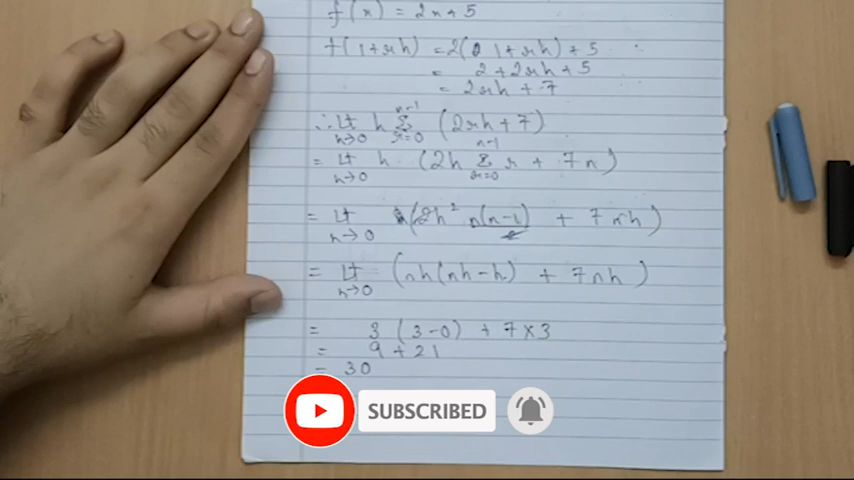 f(x) = 2x+5
f(1+rh) = 2(1+rh)+5
= 2+2rh+5
= 2rh+7
∴ Lt h→0 h Σ r=0 n-1 (2rh+7)
= Lt h→0 h (2h Σ r=0 n-1 r + 7n)
= Lt h→0 (2h² n(n-1)/2 + 7nh)
= Lt h→0 (nh(nh-h) + 7nh)
= 3(3-0) + 7×3
= 9+21
= 30
SUBSCRIBED